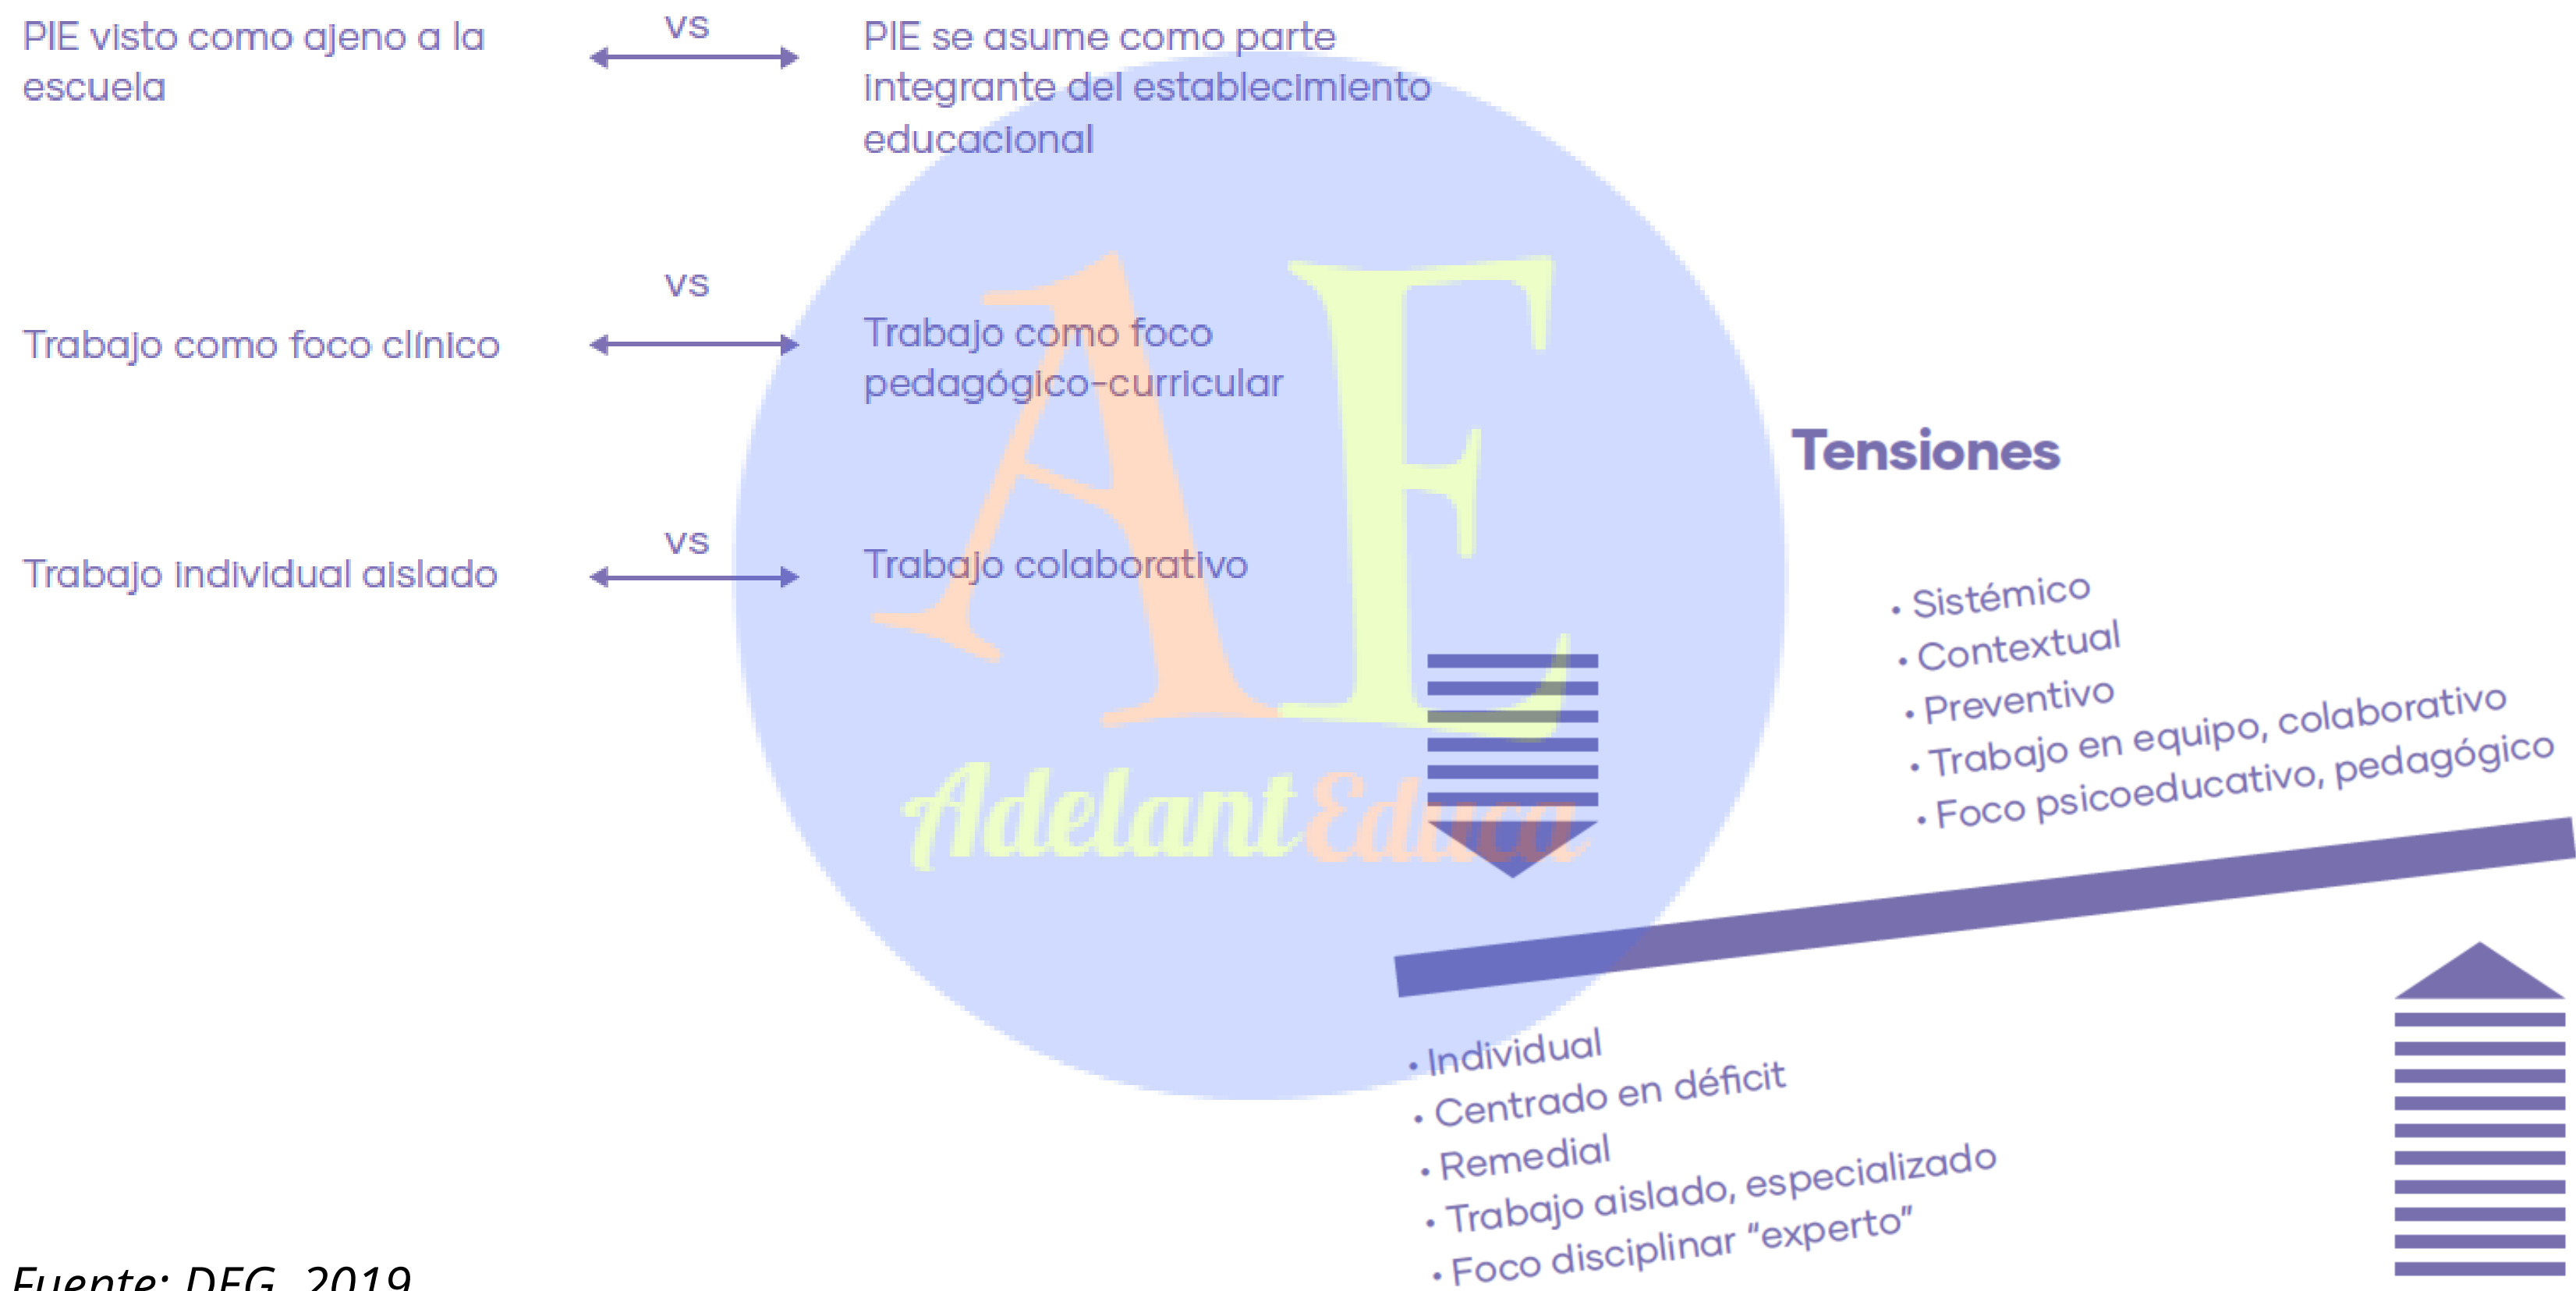 PIE visto como ajeno a la
escuela
vs
PIE se asume como parte
integrante del establecimiento
educacional
Trabajo como foco clínico
vs
Trabajo como foco
pedagógico-curricular
Trabajo individual aislado
vs
Trabajo colaborativo
AE
AdelantEduca
Tensiones
• Sistémico
• Contextual
• Preventivo
• Trabajo en equipo, colaborativo
• Foco psicoeducativo, pedagógico
• Individual
• Centrado en déficit
• Remedial
• Trabajo aislado, especializado
• Foco disciplinar “experto”
Fuente: DEG, 2019